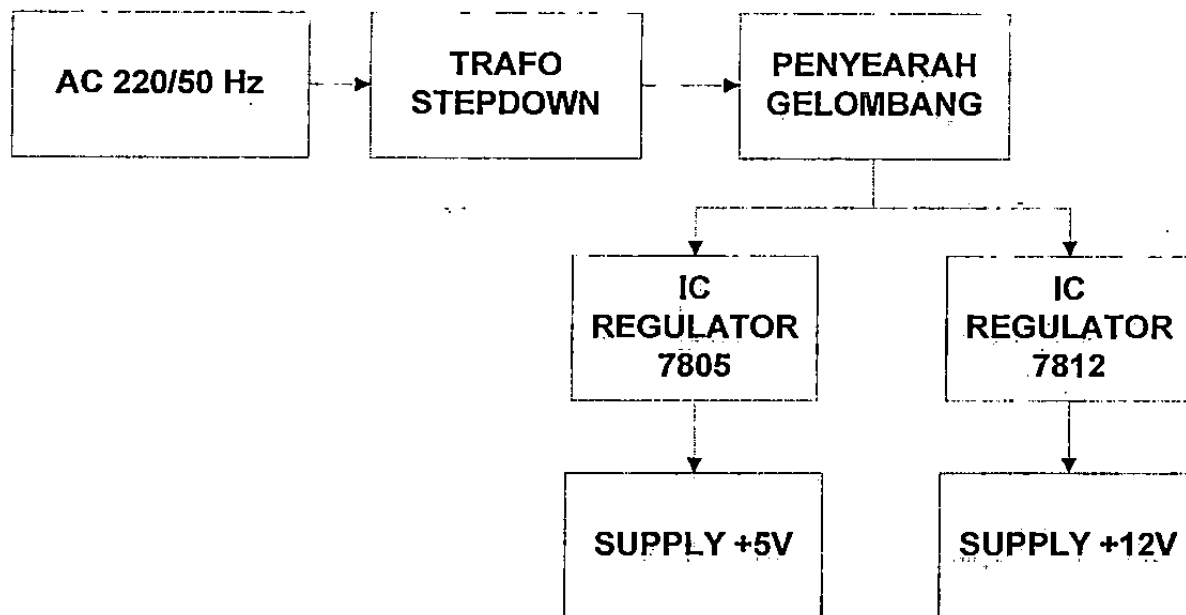 AC 220/50 Hz
TRAFO
STEPDOWN
PENYEARAH
GELOMBANG
IC
REGULATOR
7805
IC
REGULATOR
7812
SUPPLY +5V
SUPPLY +12V